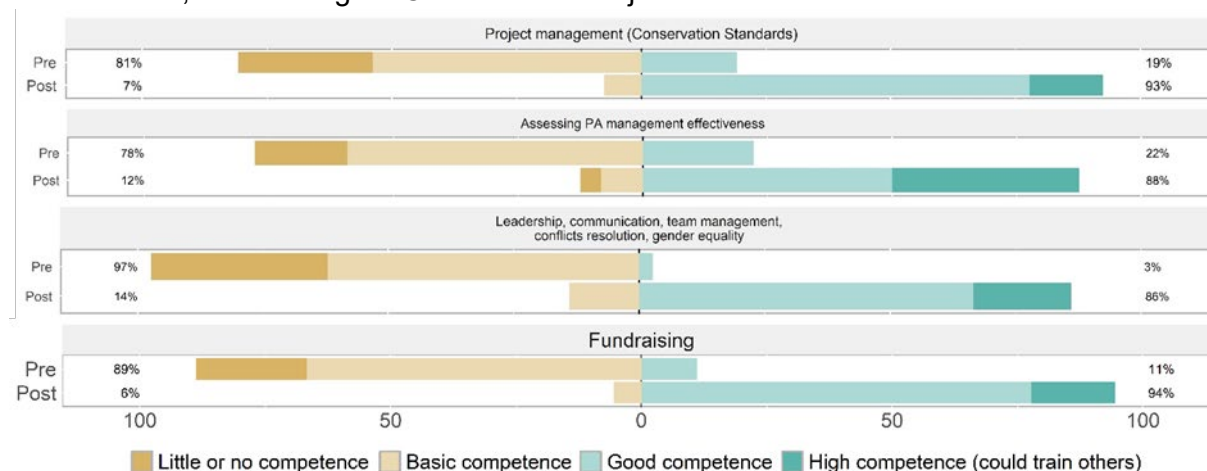 Project management (Conservation Standards)
Pre 81% 19%
Post 7% 93%
Assessing PA management effectiveness
Pre 78% 22%
Post 12% 88%
Leadership, communication, team management,
conflicts resolution, gender equality
Pre 97% 3%
Post 14% 86%
Fundraising
Pre 89% 11%
Post 6% 94%
100 50 0 50 100
Little or no competence Basic competence Good competence High competence (could train others)